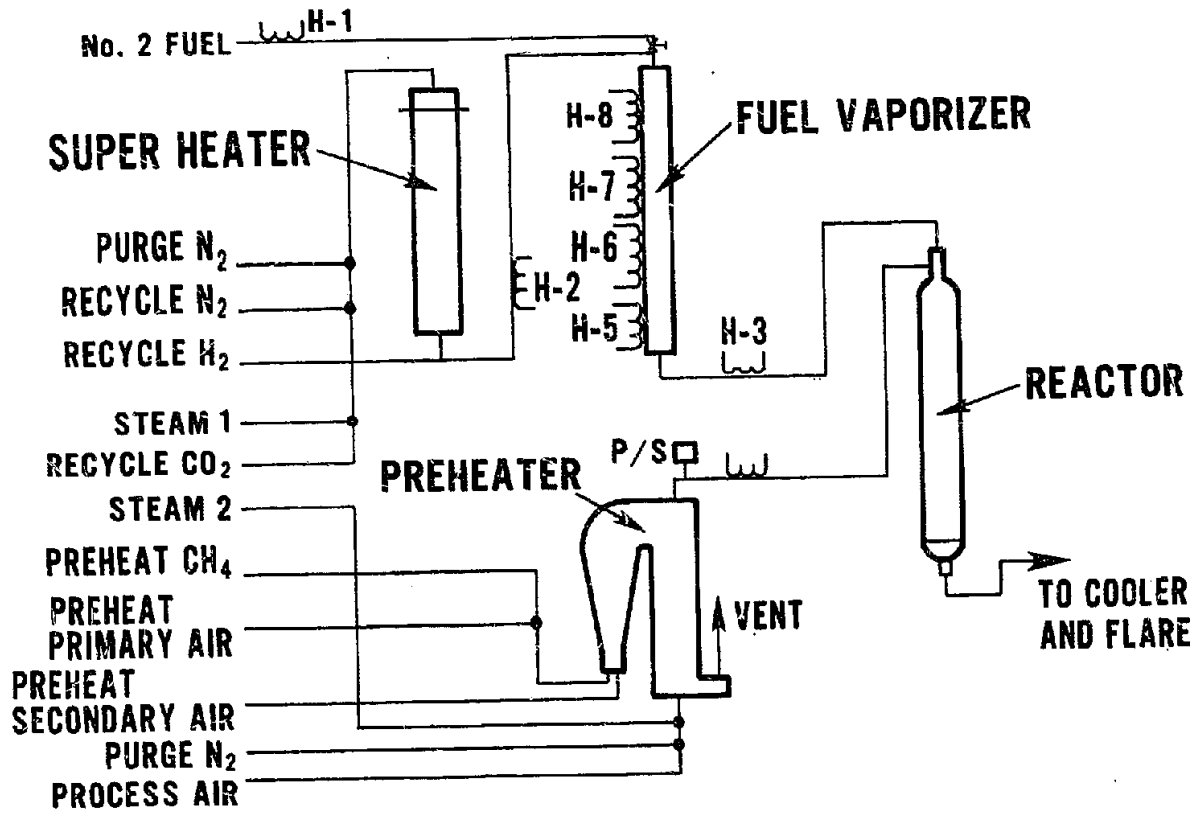 No. 2 FUEL
H-1
SUPER HEATER
H-8
FUEL VAPORIZER
H-7
PURGE N₂
H-6
RECYCLE N₂
H-2
H-5
RECYCLE H₂
H-3
REACTOR
STEAM 1
RECYCLE CO₂
P/S
PREHEATER
STEAM 2
PREHEAT CH₄
PREHEAT
PRIMARY AIR
VENT
TO COOLER
AND FLARE
PREHEAT
SECONDARY AIR
PURGE N₂
PROCESS AIR